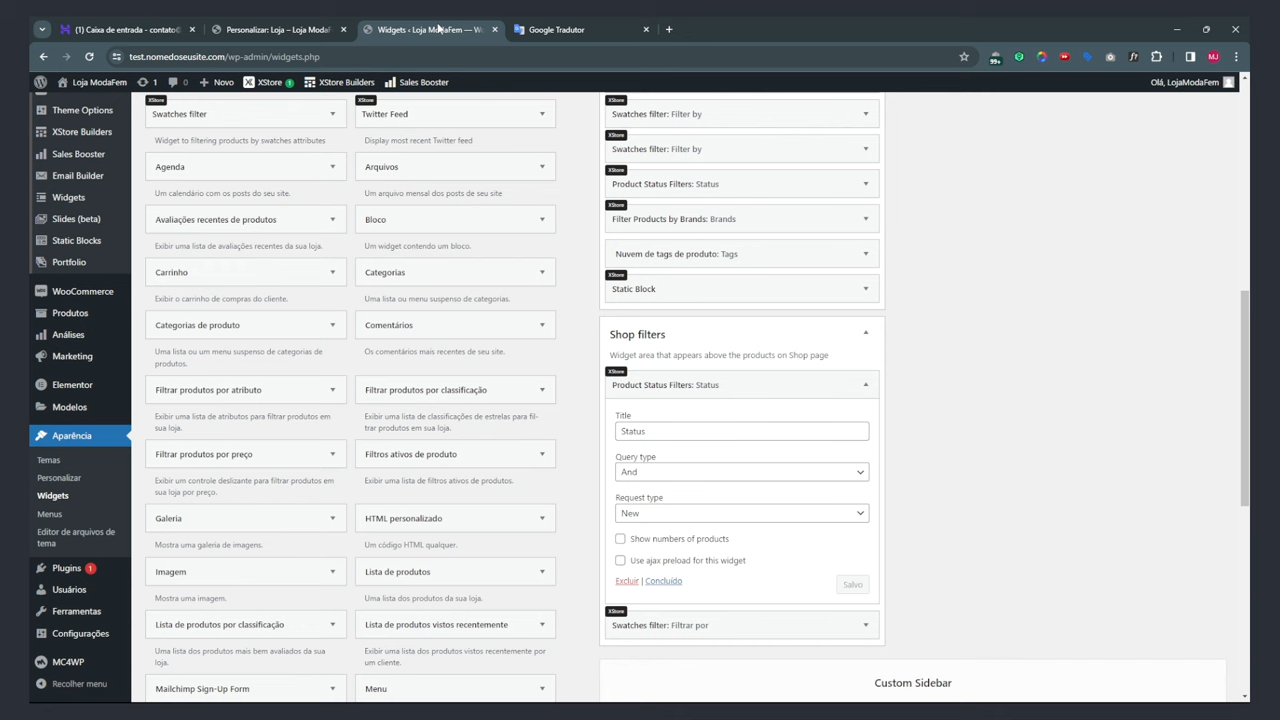 (1) Caixa de entrada - contato@
Personalizar: Loja – Loja ModaF
Widgets ‹ Loja ModaFem — W
Google Tradutor
test.nomedoseusite.com/wp-admin/widgets.php
99+
MJ
Loja ModaFem
1
0
Novo
XStore
1
XStore Builders
Sales Booster
Olá, LojaModaFem
Theme Options
XStore Builders
Sales Booster
Email Builder
Widgets
Slides (beta)
Static Blocks
Portfolio
WooCommerce
Produtos
Análises
Marketing
Elementor
Modelos
Aparência
Temas
Personalizar
Widgets
Menus
Editor de arquivos de
tema
Plugins 1
Usuários
Ferramentas
Configurações
MC4WP
Recolher menu
XStore
Swatches filter
Widget to filtering products by swatches attributes
Agenda
Um calendário com os posts do seu site.
Avaliações recentes de produtos
Exibir uma lista de avaliações recentes da sua loja.
Carrinho
Exibir o carrinho de compras do cliente.
Categorias de produto
Uma lista ou um menu suspenso de categorias de
produtos.
Filtrar produtos por atributo
Exibir uma lista de atributos para filtrar produtos em
sua loja.
Filtrar produtos por preço
Exibir um controle deslizante para filtrar produtos em
sua loja por preço.
Galeria
Mostra uma galeria de imagens.
Imagem
Mostra uma imagem.
Lista de produtos por classificação
Uma lista dos produtos mais bem avaliados da sua
loja.
Mailchimp Sign-Up Form
XStore
Twitter Feed
Display most recent Twitter feed
Arquivos
Um arquivo mensal dos posts de seu site
Bloco
Um widget contendo um bloco.
Categorias
Uma lista ou menu suspenso de categorias.
Comentários
Os comentários mais recentes de seu site.
Filtrar produtos por classificação
Exibir uma lista de classificações de estrelas para fil-
trar produtos em sua loja.
Filtros ativos de produto
Exibir uma lista de filtros ativos de produtos.
HTML personalizado
Um código HTML qualquer.
Lista de produtos
Uma lista dos produtos da sua loja.
Lista de produtos vistos recentemente
Exibir uma lista dos produtos vistos recentemente por
um cliente.
Menu
XStore
Swatches filter: Filter by
XStore
Swatches filter: Filter by
XStore
Product Status Filters: Status
XStore
Filter Products by Brands: Brands
Nuvem de tags de produto: Tags
XStore
Static Block
Shop filters
Widget area that appears above the products on Shop page
XStore
Product Status Filters: Status
Title
Status
Query type
And
Request type
New
Show numbers of products
Use ajax preload for this widget
Excluir | Concluído
Salvo
XStore
Swatches filter: Filtrar por
Custom Sidebar